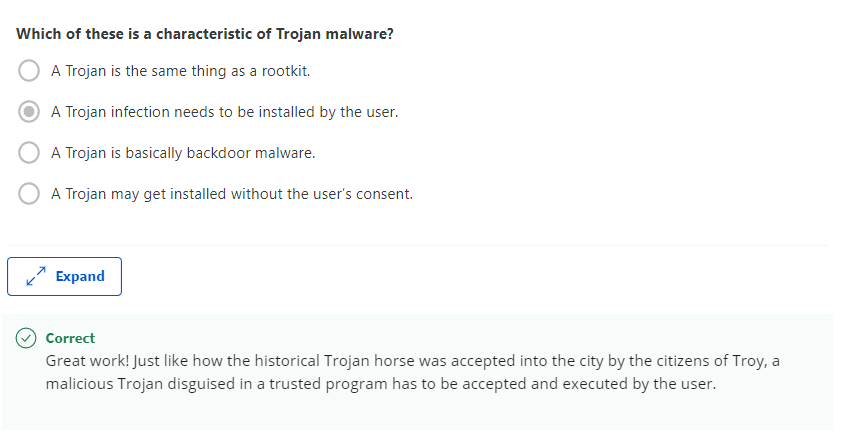 Which of these is a characteristic of Trojan malware?
A Trojan is the same thing as a rootkit.
A Trojan infection needs to be installed by the user.
A Trojan is basically backdoor malware.
A Trojan may get installed without the user’s consent.
Expand
Correct
Great work! Just like how the historical Trojan horse was accepted into the city by the citizens of Troy, a
malicious Trojan disguised in a trusted program has to be accepted and executed by the user.